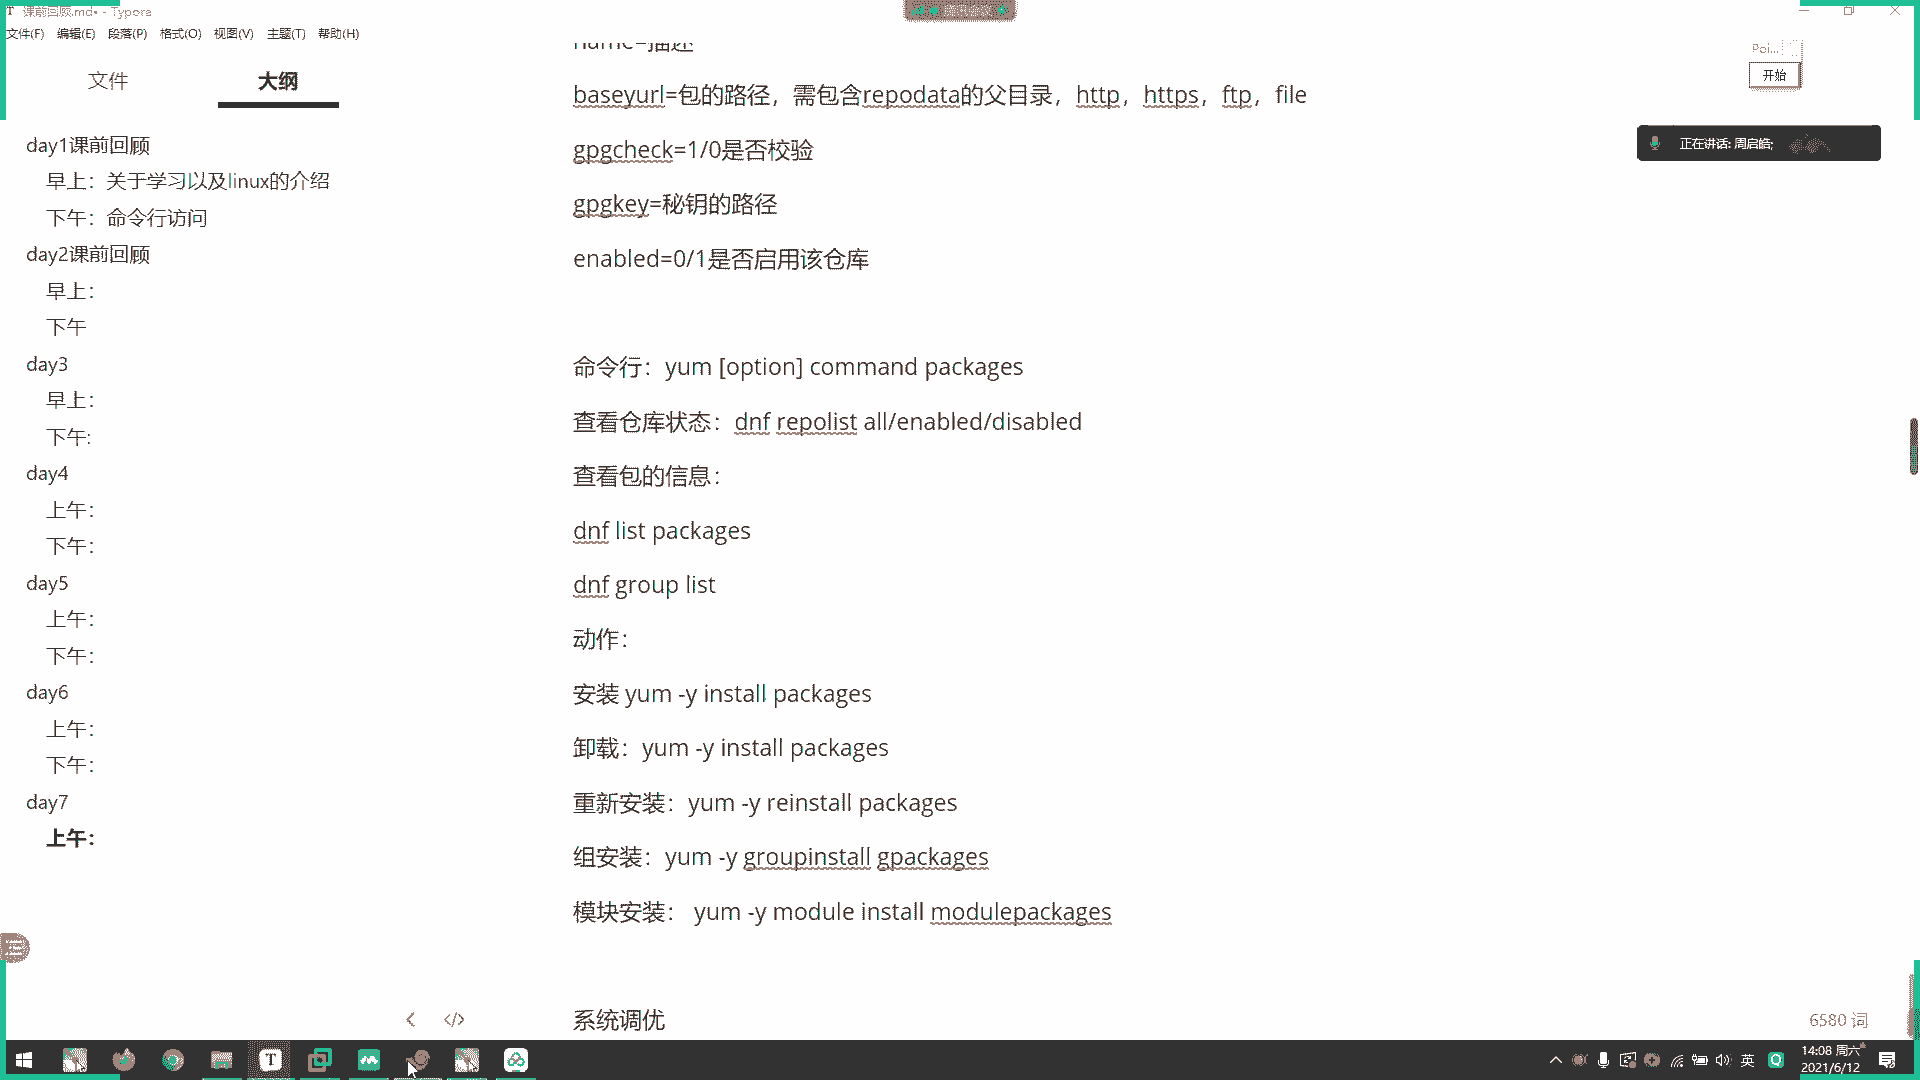 课前回顾.md• - Typora
文件(F) 编辑(E) 段落(P) 格式(O) 视图(V) 主题(T) 帮助(H)
文件 大纲
day1课前回顾
早上：关于学习以及linux的介绍
下午：命令行访问
day2课前回顾
早上：
下午
day3
早上：
下午:
day4
上午：
下午：
day5
上午：
下午：
day6
上午：
下午：
day7
上午：
name=描述
baseyurl=包的路径，需包含repodata的父目录，http，https，ftp，file
gpgcheck=1/0是否校验
gpgkey=秘钥的路径
enabled=0/1是否启用该仓库
命令行：yum [option] command packages
查看仓库状态：dnf repolist all/enabled/disabled
查看包的信息：
dnf list packages
dnf group list
动作：
安装 yum -y install packages
卸载：yum -y install packages
重新安装：yum -y reinstall packages
组安装：yum -y groupinstall gpackages
模块安装： yum -y module install modulepackages
系统调优
Poi...
开始
正在讲话: 周启皓;
6580 词
英
14:08 周六
2021/6/12